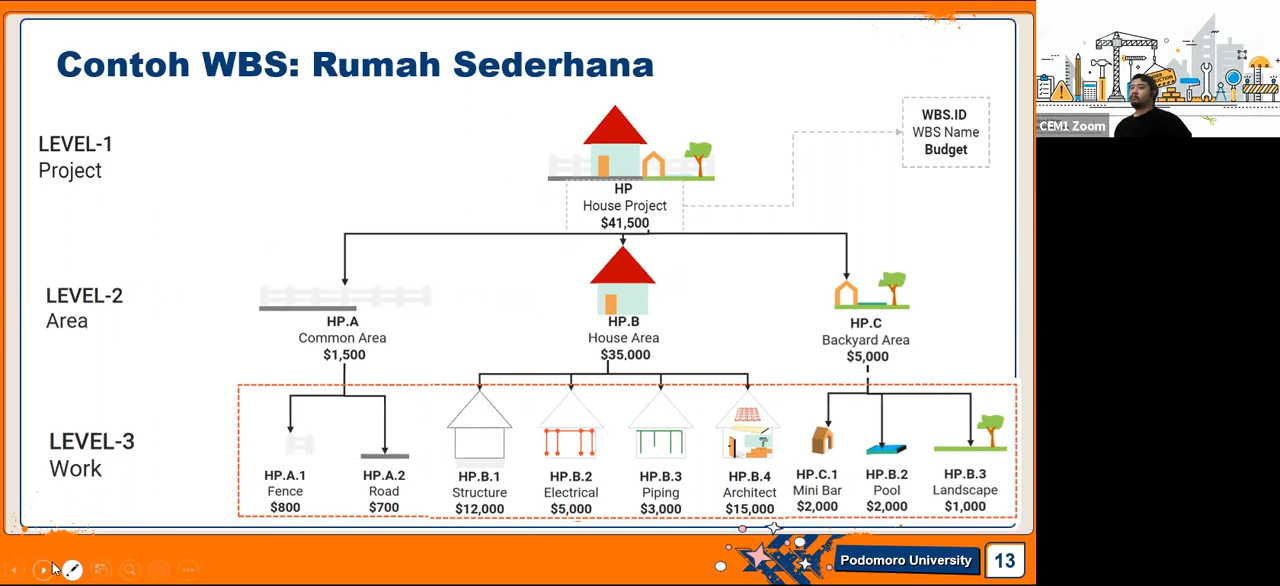 Contoh WBS: Rumah Sederhana
LEVEL-1
Project
WBS.ID
WBS Name
Budget
HP
House Project
$41,500
LEVEL-2
Area
HP.A
Common Area
$1,500
HP.B
House Area
$35,000
HP.C
Backyard Area
$5,000
LEVEL-3
Work
HP.A.1
Fence
$800
HP.A.2
Road
$700
HP.B.1
Structure
$12,000
HP.B.2
Electrical
$5,000
HP.B.3
Piping
$3,000
HP.B.4
Architect
$15,000
HP.C.1
Mini Bar
$2,000
HP.B.2
Pool
$2,000
HP.B.3
Landscape
$1,000
Podomoro University
13
CEM1 Zoom